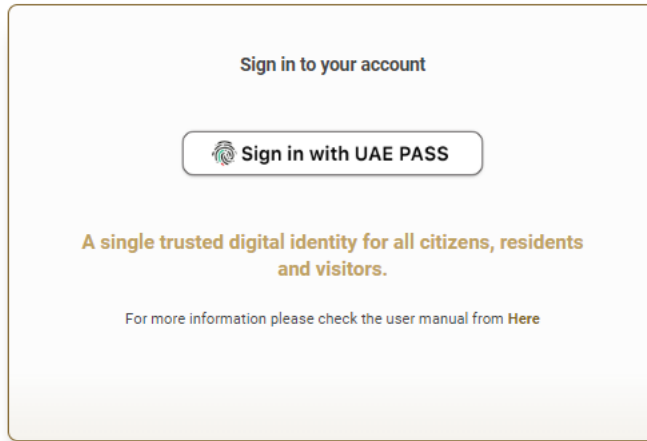 Sign in to your account
Sign in with UAE PASS
A single trusted digital identity for all citizens, residents
and visitors.
For more information please check the user manual from Here